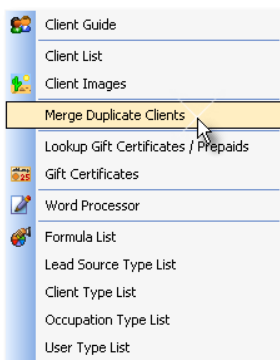 Client Guide
Client List
Client Images
Merge Duplicate Clients
Lookup Gift Certificates / Prepaids
25
Gift Certificates
Word Processor
Formula List
Lead Source Type List
Client Type List
Occupation Type List
User Type List